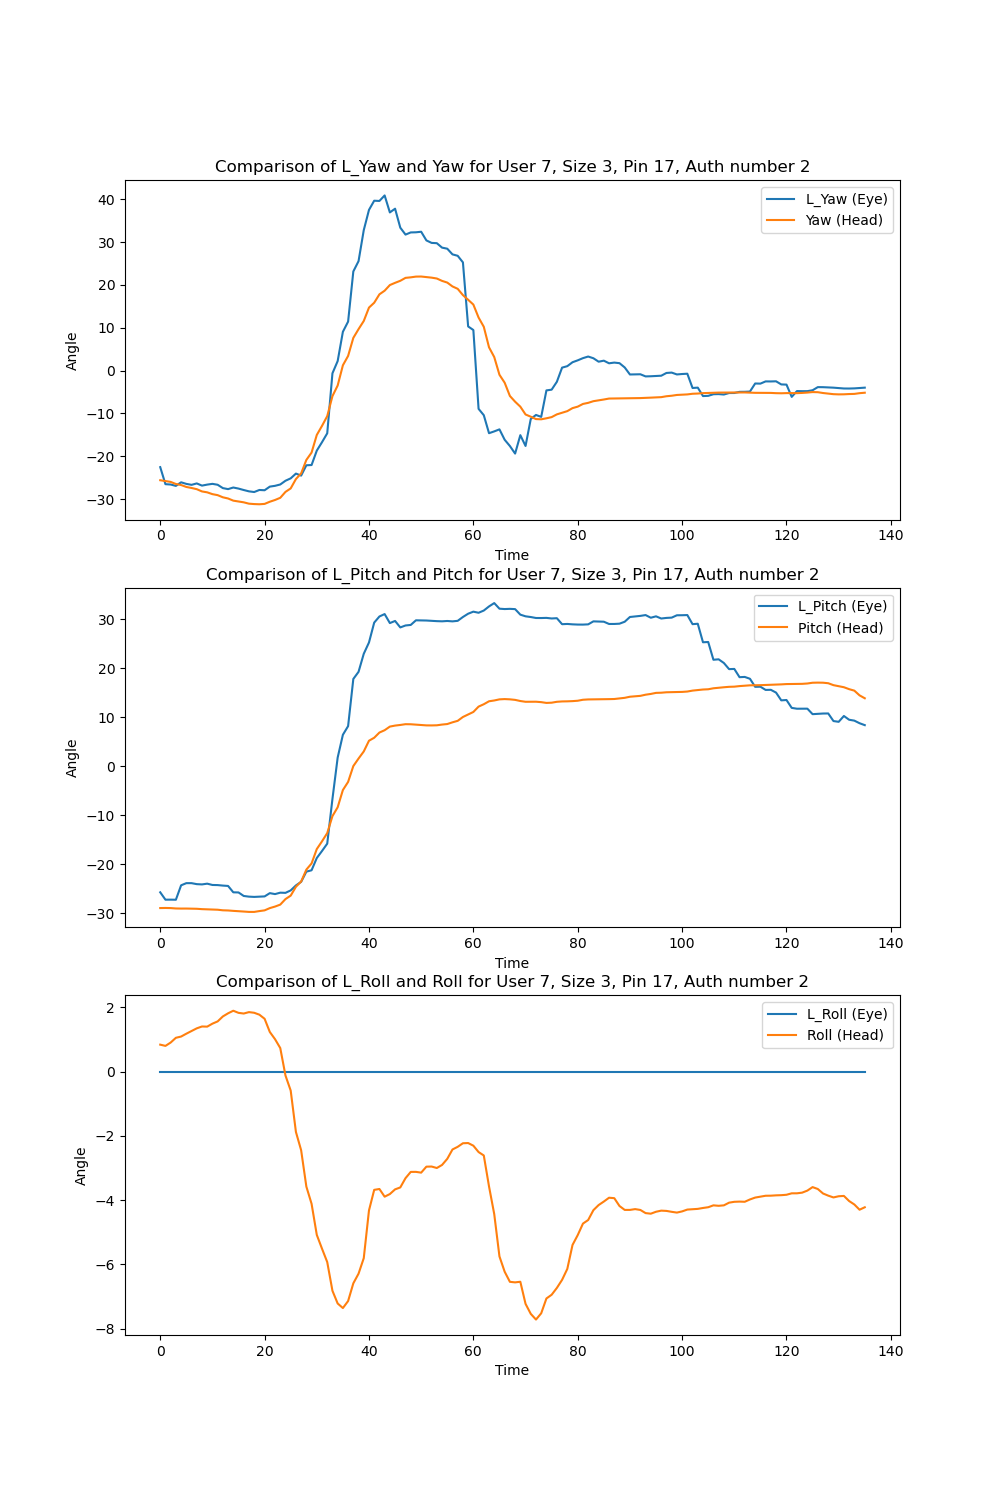 Comparison of L_Yaw and Yaw for User 7, Size 3, Pin 17, Auth number 2
L_Yaw (Eye)
Yaw (Head)
40
30
20
10
0
−10
−20
−30
Angle
0 20 40 60 80 100 120 140
Time
Comparison of L_Pitch and Pitch for User 7, Size 3, Pin 17, Auth number 2
L_Pitch (Eye)
Pitch (Head)
30
20
10
0
−10
−20
−30
Angle
0 20 40 60 80 100 120 140
Time
Comparison of L_Roll and Roll for User 7, Size 3, Pin 17, Auth number 2
L_Roll (Eye)
Roll (Head)
2
0
−2
−4
−6
−8
Angle
0 20 40 60 80 100 120 140
Time